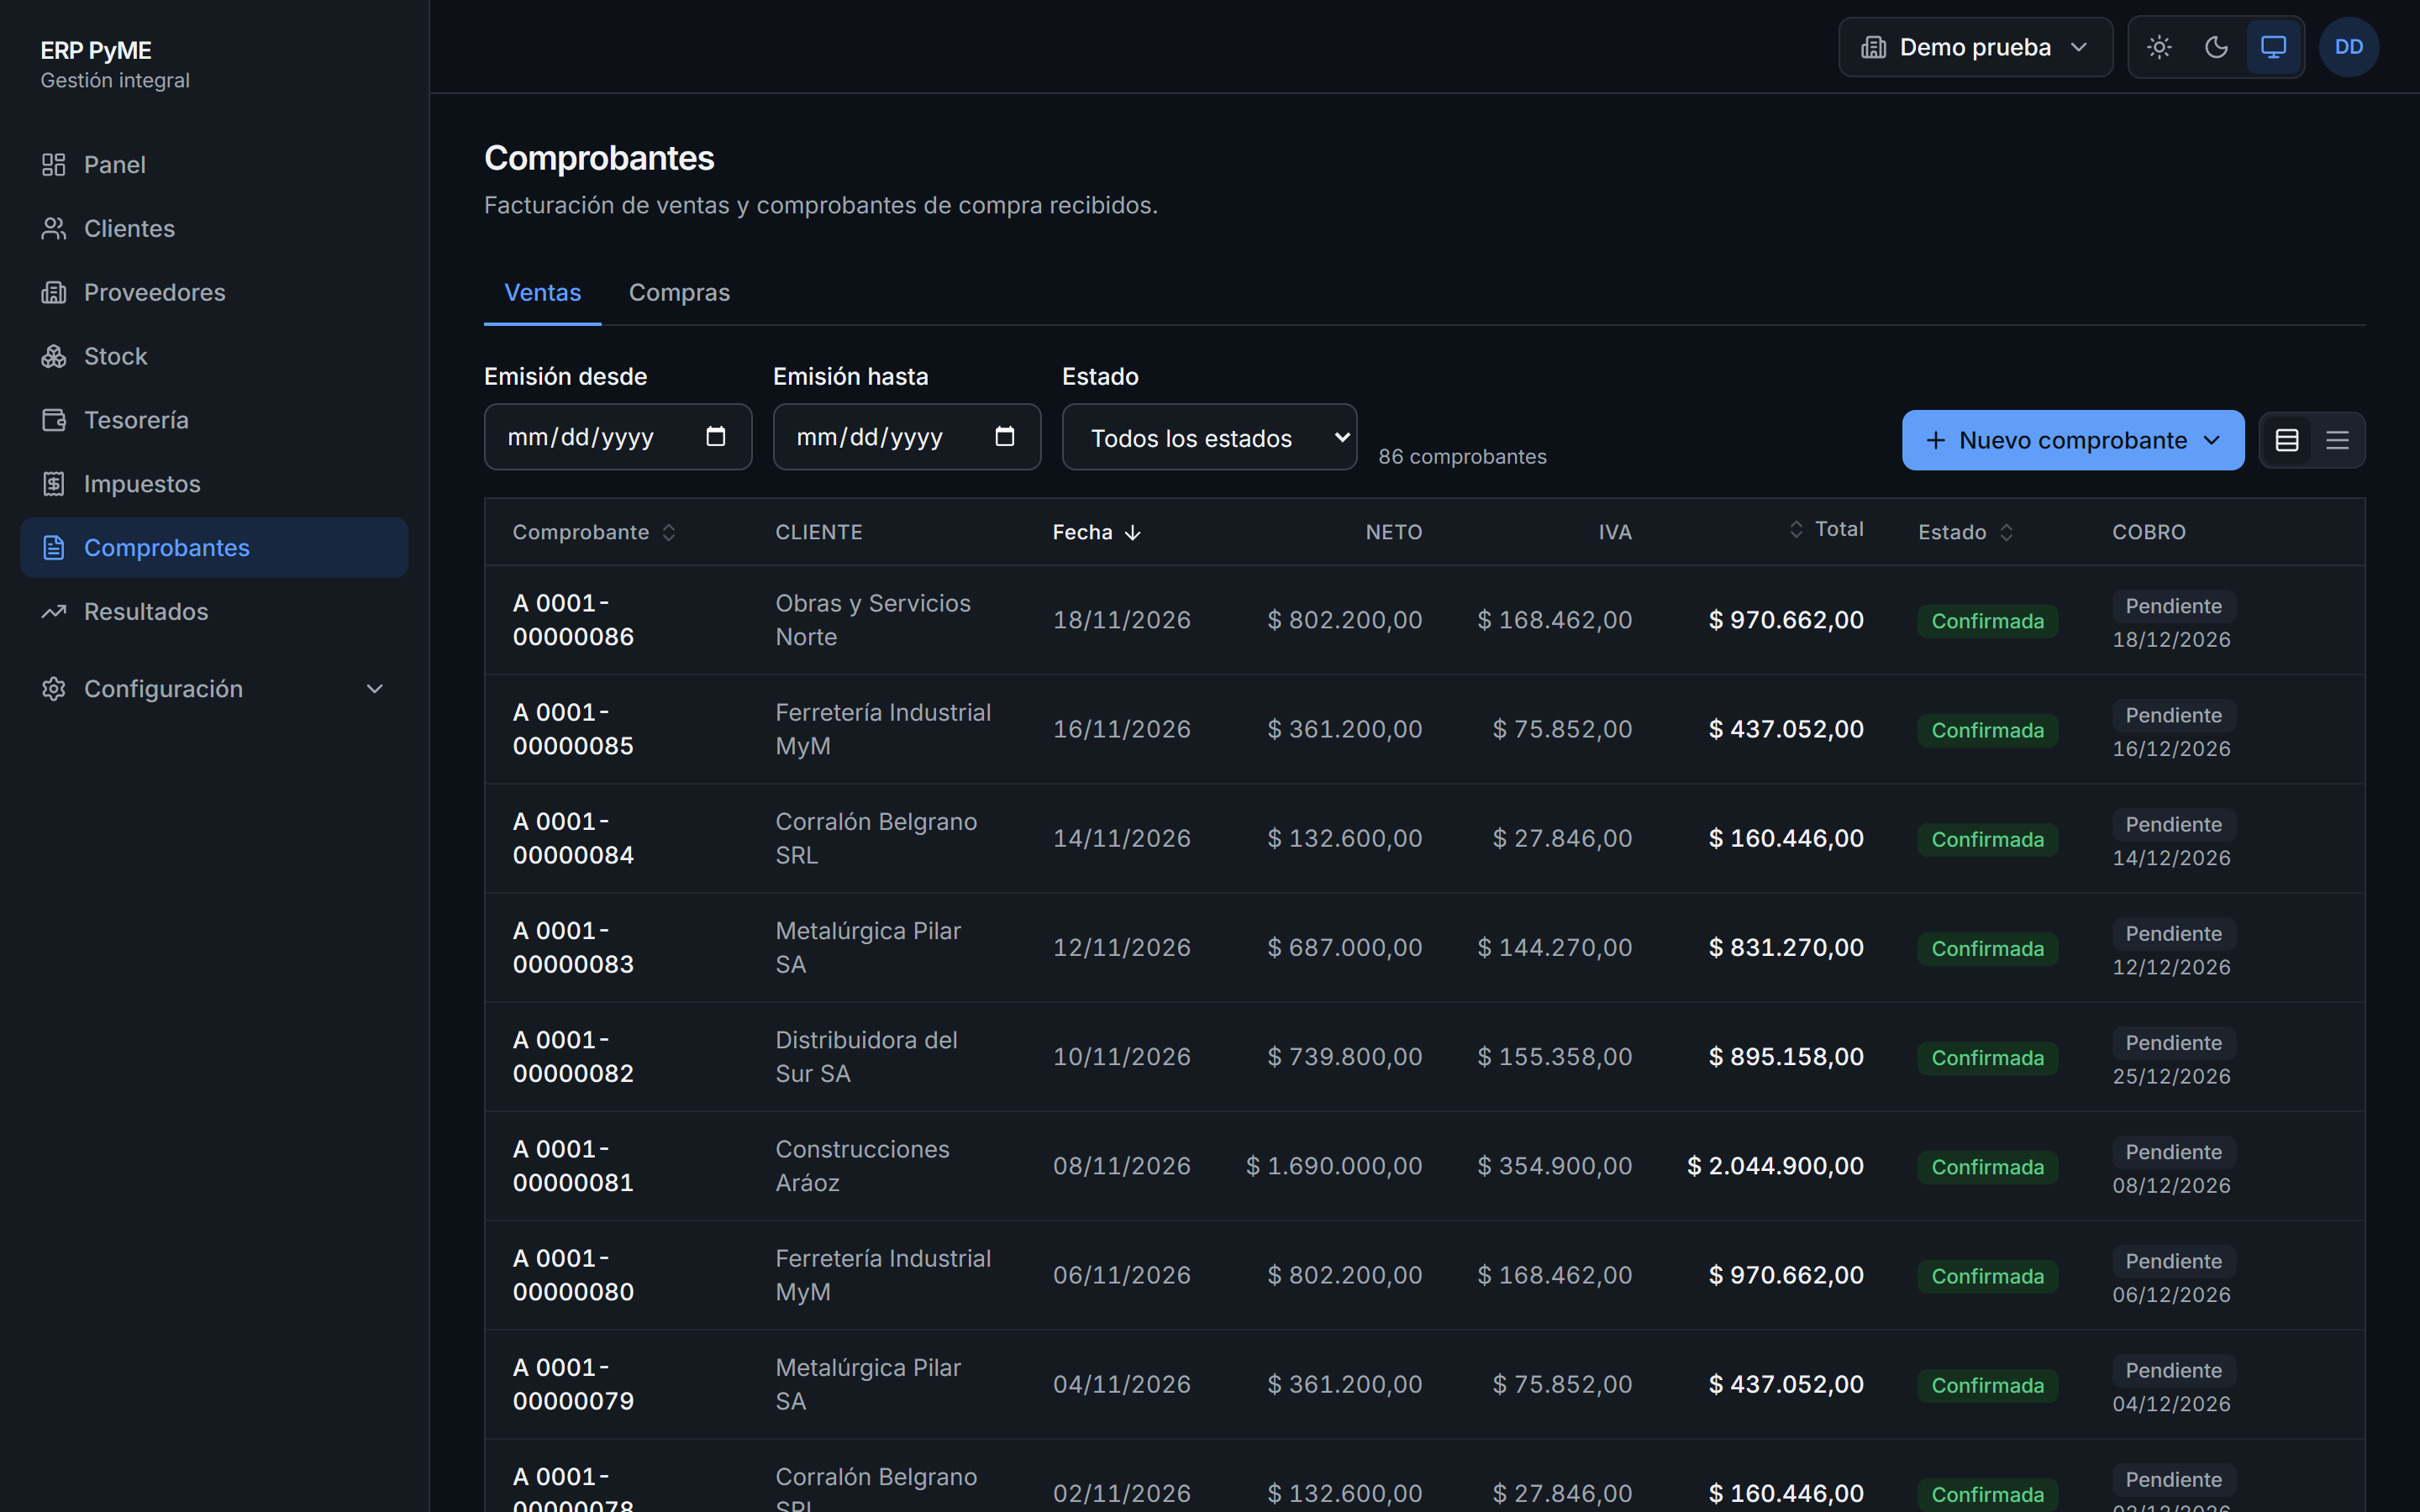 ERP PyME
Gestión integral
Panel
Clientes
Proveedores
Stock
Tesorería
Impuestos
Comprobantes
Resultados
Configuración
Demo prueba
DD
Comprobantes
Facturación de ventas y comprobantes de compra recibidos.
Ventas Compras
Emisión desde Emisión hasta Estado
mm/dd/yyyy mm/dd/yyyy Todos los estados 86 comprobantes + Nuevo comprobante
Comprobante CLIENTE Fecha NETO IVA Total Estado COBRO
A 0001-00000086 Obras y Servicios Norte 18/11/2026 $ 802.200,00 $ 168.462,00 $ 970.662,00 Confirmada Pendiente 18/12/2026
A 0001-00000085 Ferretería Industrial MyM 16/11/2026 $ 361.200,00 $ 75.852,00 $ 437.052,00 Confirmada Pendiente 16/12/2026
A 0001-00000084 Corralón Belgrano SRL 14/11/2026 $ 132.600,00 $ 27.846,00 $ 160.446,00 Confirmada Pendiente 14/12/2026
A 0001-00000083 Metalúrgica Pilar SA 12/11/2026 $ 687.000,00 $ 144.270,00 $ 831.270,00 Confirmada Pendiente 12/12/2026
A 0001-00000082 Distribuidora del Sur SA 10/11/2026 $ 739.800,00 $ 155.358,00 $ 895.158,00 Confirmada Pendiente 25/12/2026
A 0001-00000081 Construcciones Aráoz 08/11/2026 $ 1.690.000,00 $ 354.900,00 $ 2.044.900,00 Confirmada Pendiente 08/12/2026
A 0001-00000080 Ferretería Industrial MyM 06/11/2026 $ 802.200,00 $ 168.462,00 $ 970.662,00 Confirmada Pendiente 06/12/2026
A 0001-00000079 Metalúrgica Pilar SA 04/11/2026 $ 361.200,00 $ 75.852,00 $ 437.052,00 Confirmada Pendiente 04/12/2026
A 0001-00000078 Corralón Belgrano SRL 02/11/2026 $ 132.600,00 $ 27.846,00 $ 160.446,00 Confirmada Pendiente